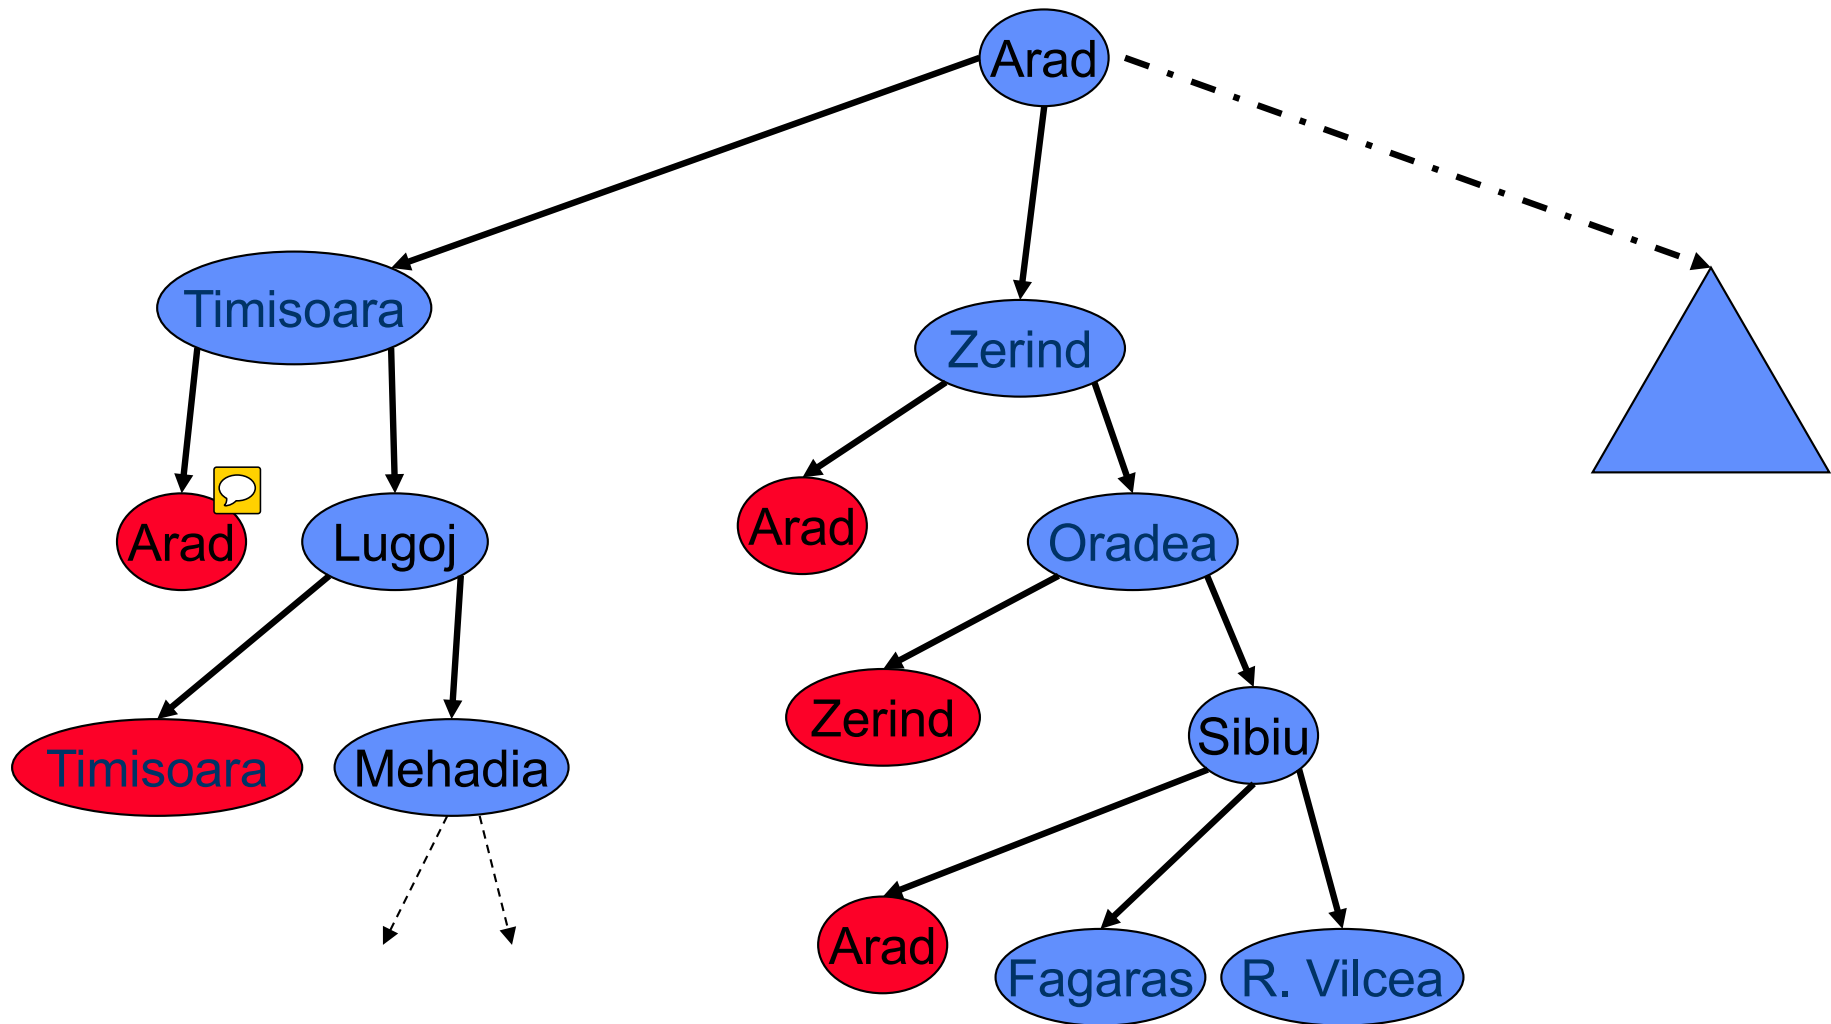 Arad
Timisoara
Zerind
Arad
Lugoj
Arad
Oradea
Timisoara
Mehadia
Zerind
Sibiu
Arad
Fagaras
R. Vilcea